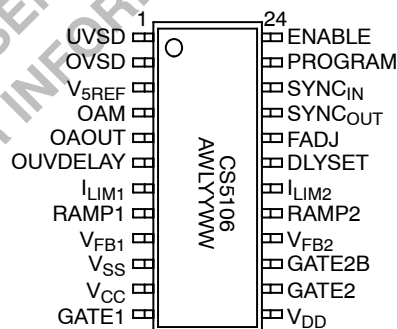 1 24
UVSD ENABLE
OVSD PROGRAM
V5REF SYNCIN
OAM SYNCOUT
OAOUT FADJ
OUVDELAY DLYSET
ILIM1 ILIM2
RAMP1 RAMP2
VFB1 VFB2
VSS GATE2B
VCC GATE2
GATE1 VDD
CS5106
AWLYYWW